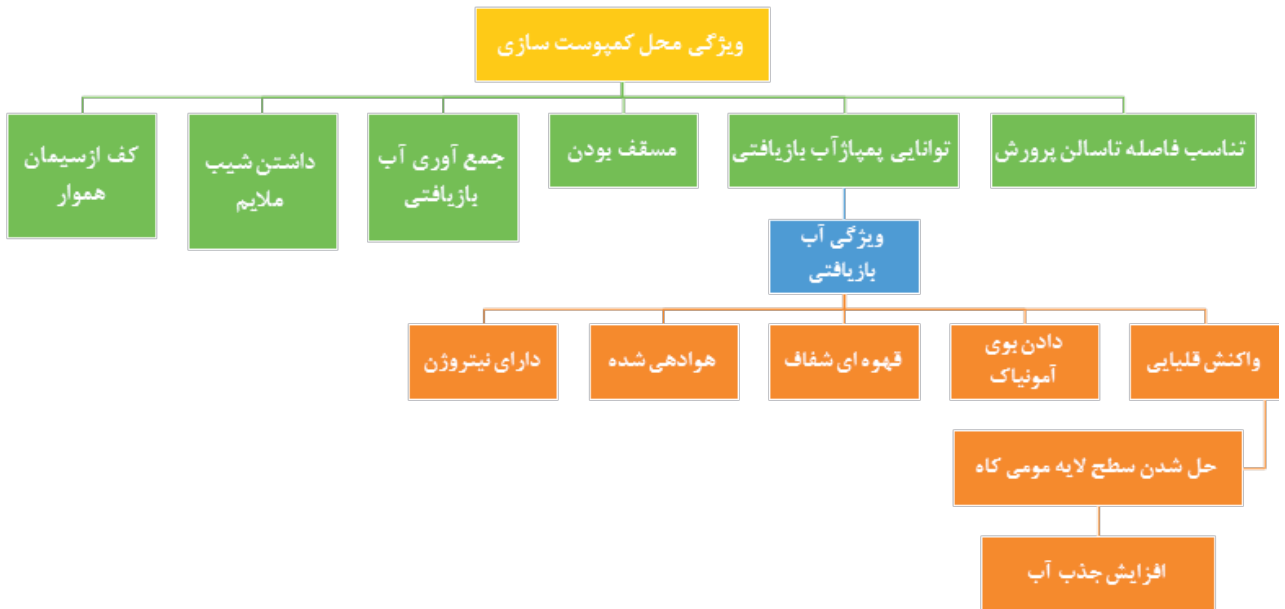 ویژگی محل کمپوست سازی
تناسب فاصله تاسالن پرورش
توانایی پمپاژآب بازیافتی
مسقف بودن
جمع آوری آب
بازیافتی
داشتن شیب
ملایم
کف ازسیمان
هموار
ویژگی آب
بازیافتی
واکنش قلیایی
دادن بوی
آمونیاک
قهوه ای شفاف
هوادهی شده
دارای نیتروژن
حل شدن سطح لایه مومی کاه
افزایش جذب آب